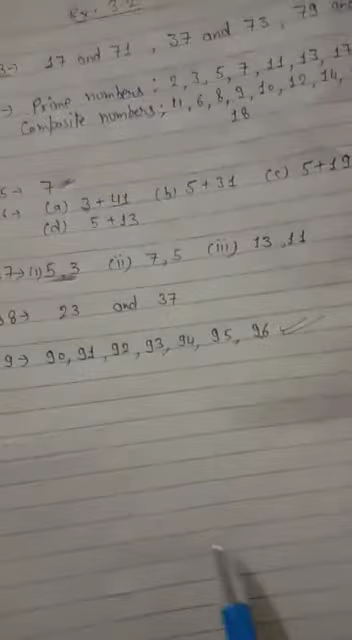 Ex. 3.2
3→ 17 and 71, 37 and 73, 79 and
→ Prime numbers: 2, 3, 5, 7, 11, 13, 17
Composite numbers; 4, 6, 8, 9, 10, 12, 14,
18
5→ 7
6→ (a) 3+41 (b) 5+31 (c) 5+19
(d) 5+13
7→ (i) 5,3 (ii) 7,5 (iii) 13,11
8→ 23 and 37
9→ 90, 91, 92, 93, 94, 95, 96